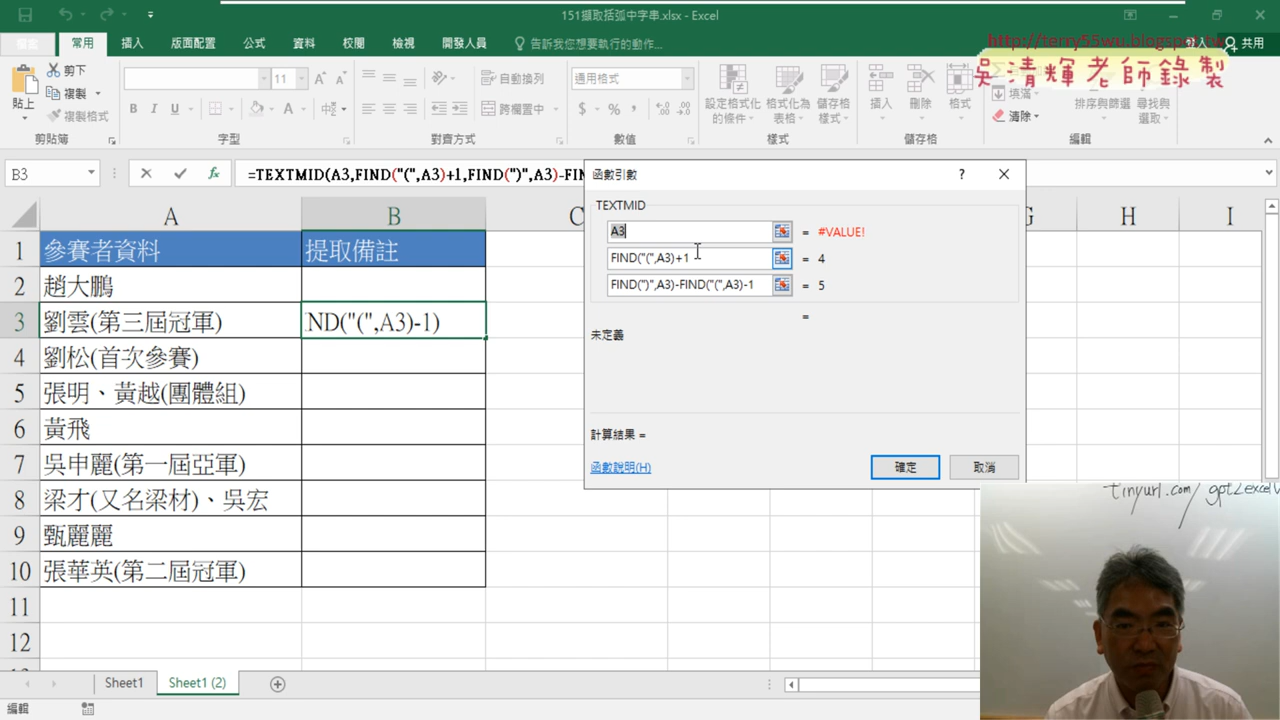 151擷取括弧中字串.xlsx - Excel
http://terry55wu.blogspot.tw
吳清輝老師錄製
常用 插入 版面配置 公式 資料 校閱 檢視 開發人員 告訴我您想要執行的動作... 共用
貼上 剪下 複製 複製格式 剪貼簿
11 A A B I U 中 字型
自動換列 跨欄置中 對齊方式
通用格式 $ % , 數值
設定格式化的條件 格式化為表格 儲存格樣式 樣式
插入 刪除 格式 儲存格
填滿 清除 排序與篩選 尋找與選取 編輯
B3
=TEXTMID(A3,FIND("(",A3)+1,FIND(")",A3)-FIN
函數引數 ?
TEXTMID
A3 = #VALUE!
FIND("(",A3)+1 = 4
FIND(")",A3)-FIND("(",A3)-1 = 5
=
未定義
計算結果 =
函數說明(H) 確定 取消
A B C G H I
1 參賽者資料 提取備註
2 趙大鵬
3 劉雲(第三屆冠軍) ND("(",A3)-1)
4 劉松(首次參賽)
5 張明、黃越(團體組)
6 黃飛
7 吳申麗(第一屆亞軍)
8 梁才(又名梁材)、吳宏
9 甄麗麗
10 張華英(第二屆冠軍)
11
12
tinyurl.com/gpt2excelv
Sheet1 Sheet1 (2)
編輯